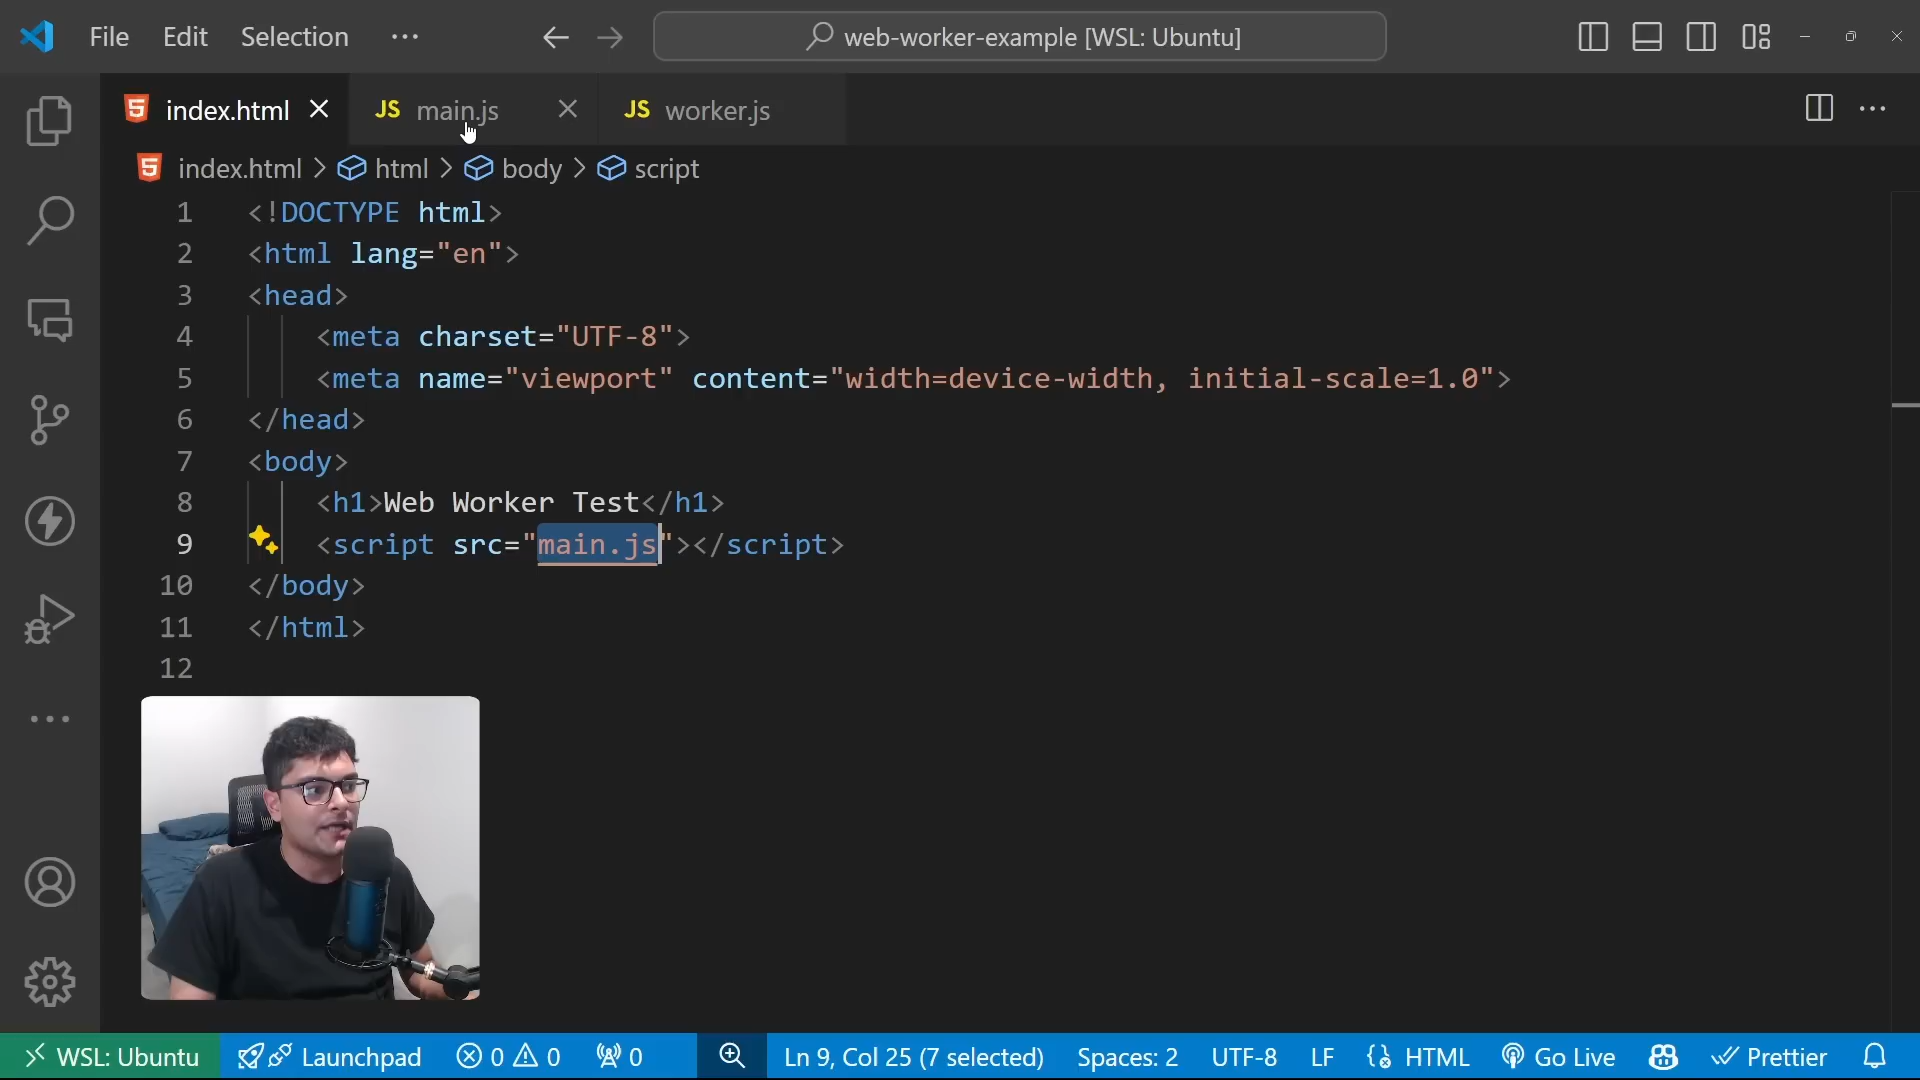 File Edit Selection ··· web-worker-example [WSL: Ubuntu]
index.html JS main.js JS worker.js
index.html > html > body > script
1 <!DOCTYPE html>
2 <html lang="en">
3 <head>
4 <meta charset="UTF-8">
5 <meta name="viewport" content="width=device-width, initial-scale=1.0">
6 </head>
7 <body>
8 <h1>Web Worker Test</h1>
9 <script src="main.js"></script>
10 </body>
11 </html>
12
WSL: Ubuntu Launchpad 0 0 0 Ln 9, Col 25 (7 selected) Spaces: 2 UTF-8 LF HTML Go Live Prettier